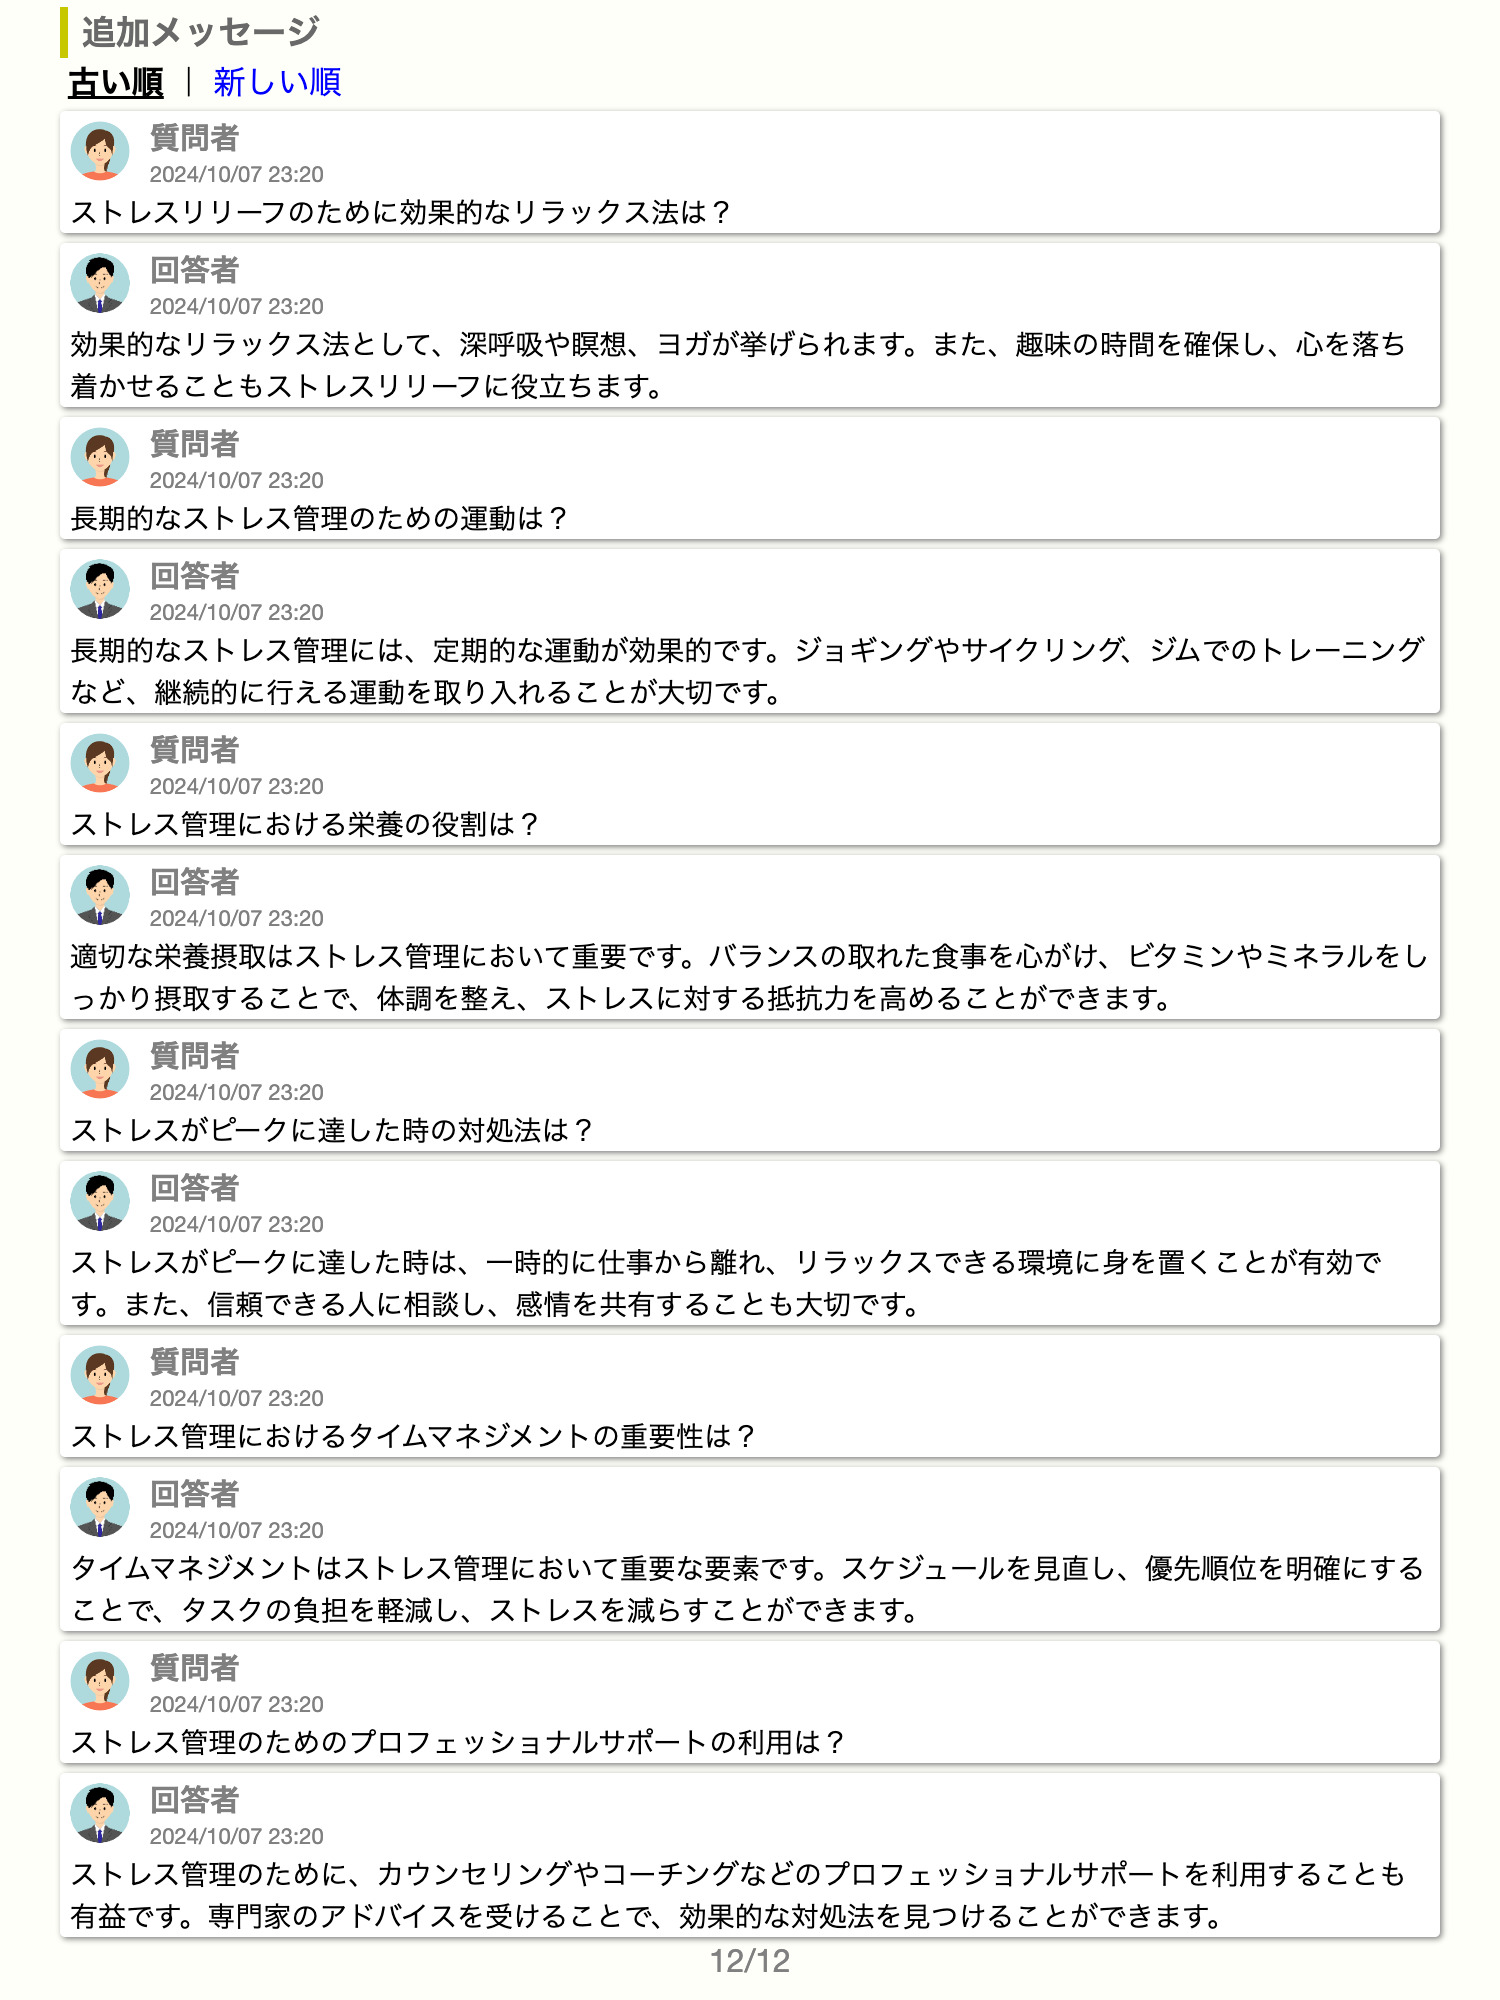 追加メッセージ
古い順 | 新しい順
質問者
2024/10/07 23:20
ストレスリリーフのために効果的なリラックス法は？
回答者
2024/10/07 23:20
効果的なリラックス法として、深呼吸や瞑想、ヨガが挙げられます。また、趣味の時間を確保し、心を落ち
着かせることもストレスリリーフに役立ちます。
質問者
2024/10/07 23:20
長期的なストレス管理のための運動は？
回答者
2024/10/07 23:20
長期的なストレス管理には、定期的な運動が効果的です。ジョギングやサイクリング、ジムでのトレーニング
など、継続的に行える運動を取り入れることが大切です。
質問者
2024/10/07 23:20
ストレス管理における栄養の役割は？
回答者
2024/10/07 23:20
適切な栄養摂取はストレス管理において重要です。バランスの取れた食事を心がけ、ビタミンやミネラルをし
っかり摂取することで、体調を整え、ストレスに対する抵抗力を高めることができます。
質問者
2024/10/07 23:20
ストレスがピークに達した時の対処法は？
回答者
2024/10/07 23:20
ストレスがピークに達した時は、一時的に仕事から離れ、リラックスできる環境に身を置くことが有効で
す。また、信頼できる人に相談し、感情を共有することも大切です。
質問者
2024/10/07 23:20
ストレス管理におけるタイムマネジメントの重要性は？
回答者
2024/10/07 23:20
タイムマネジメントはストレス管理において重要な要素です。スケジュールを見直し、優先順位を明確にする
ことで、タスクの負担を軽減し、ストレスを減らすことができます。
質問者
2024/10/07 23:20
ストレス管理のためのプロフェッショナルサポートの利用は？
回答者
2024/10/07 23:20
ストレス管理のために、カウンセリングやコーチングなどのプロフェッショナルサポートを利用することも
有益です。専門家のアドバイスを受けることで、効果的な対処法を見つけることができます。
12/12